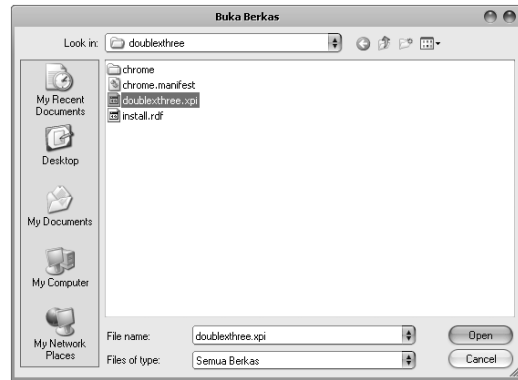 Buka Berkas
Look in: doublexthree
My Recent Documents
Desktop
My Documents
My Computer
My Network Places
chrome
chrome.manifest
doublexthree.xpi
install.rdf
File name: doublexthree.xpi Open
Files of type: Semua Berkas Cancel